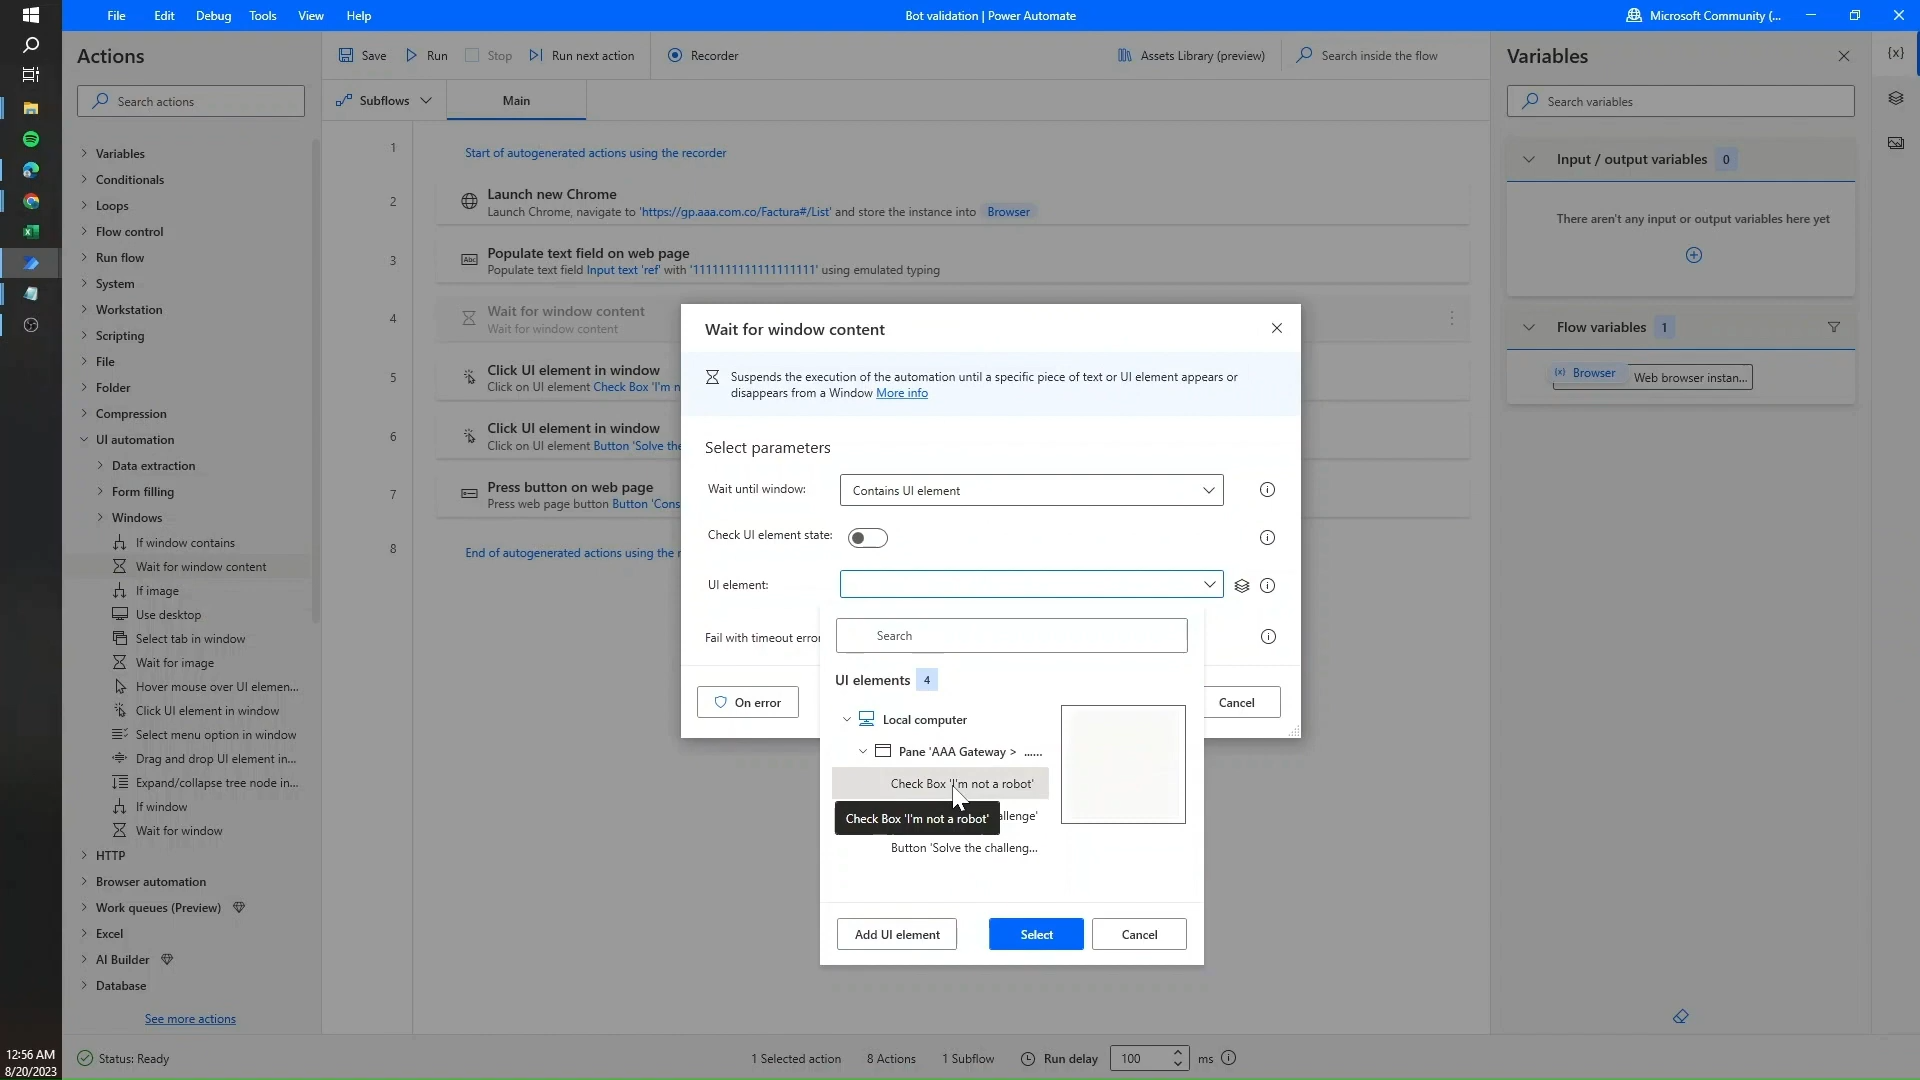 File Edit Debug Tools View Help
Bot validation | Power Automate
Microsoft Community (...
Actions
Search actions
Variables
Conditionals
Loops
Flow control
Run flow
System
Workstation
Scripting
File
Folder
Compression
UI automation
Data extraction
Form filling
Windows
If window contains
Wait for window content
If image
Use desktop
Select tab in window
Wait for image
Hover mouse over UI elemen...
Click UI element in window
Select menu option in window
Drag and drop UI element in...
Expand/collapse tree node in...
If window
Wait for window
HTTP
Browser automation
Work queues (Preview)
Excel
AI Builder
Database
See more actions
Save Run Stop Run next action Recorder
Assets Library (preview) Search inside the flow
Subflows Main
1 Start of autogenerated actions using the recorder
2 Launch new Chrome
Launch Chrome, navigate to 'https://gp.aaa.com.co/Factura#/List' and store the instance into Browser
3 Populate text field on web page
Abc Populate text field Input text 'ref' with '1111111111111111111' using emulated typing
4 Wait for window content
Wait for window content
5 Click UI element in window
Click on UI element Check Box 'I'm n
6 Click UI element in window
Click on UI element Button 'Solve the
7 Press button on web page
Press web page button Button 'Cons
8 End of autogenerated actions using the r
Wait for window content
Suspends the execution of the automation until a specific piece of text or UI element appears or
disappears from a Window More info
Select parameters
Wait until window: Contains UI element
Check UI element state:
UI element:
Fail with timeout error
On error
Cancel
Search
UI elements 4
Local computer
Pane 'AAA Gateway > ......
Check Box 'I'm not a robot'
Check Box 'I'm not a robot'
allenge'
Button 'Solve the challeng...
Add UI element Select Cancel
Variables
{x}
Search variables
Input / output variables 0
There aren't any input or output variables here yet
Flow variables 1
(x) Browser Web browser instan...
12:56 AM
8/20/2023
Status: Ready
1 Selected action 8 Actions 1 Subflow Run delay 100 ms